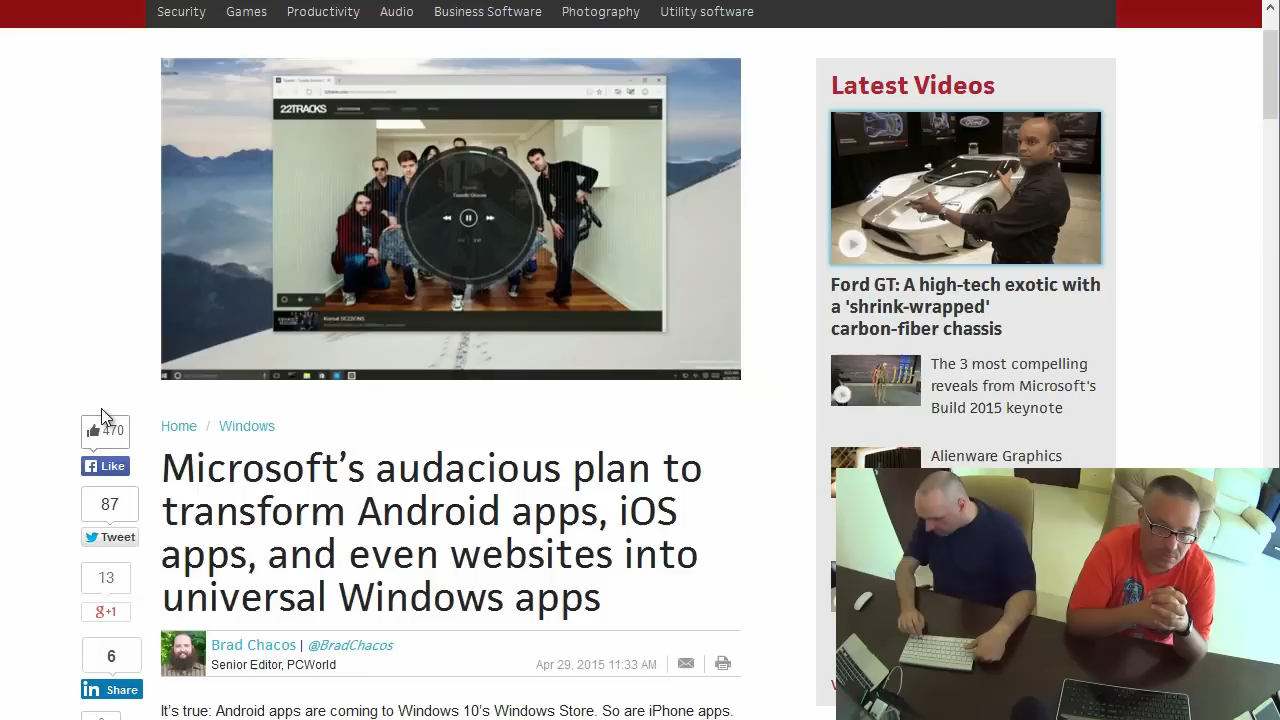 Security Games Productivity Audio Business Software Photography Utility software
22TRACKS
Latest Videos
Ford GT: A high-tech exotic with
a 'shrink-wrapped'
carbon-fiber chassis
The 3 most compelling
reveals from Microsoft's
Build 2015 keynote
Alienware Graphics
470
Like
87
Tweet
13
g+1
6
in Share
Home / Windows
Microsoft's audacious plan to
transform Android apps, iOS
apps, and even websites into
universal Windows apps
Brad Chacos | @BradChacos
Senior Editor, PCWorld
Apr 29, 2015 11:33 AM
It's true: Android apps are coming to Windows 10's Windows Store. So are iPhone apps.